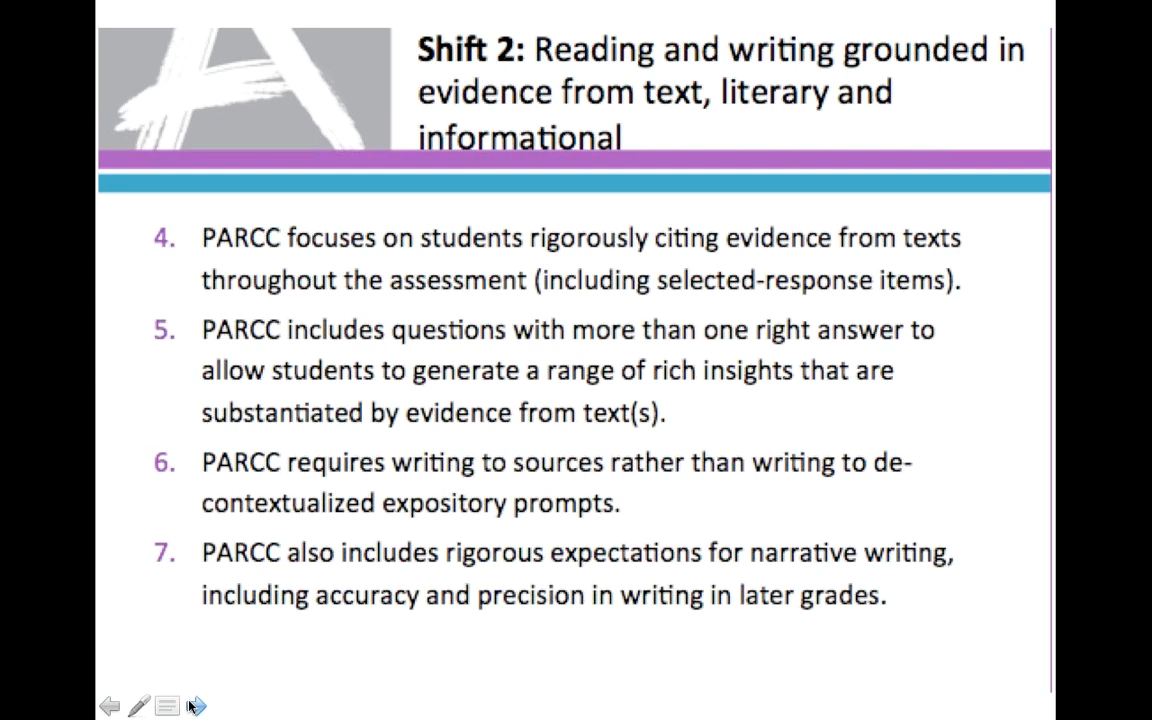 Shift 2: Reading and writing grounded in
evidence from text, literary and
informational
4. PARCC focuses on students rigorously citing evidence from texts
throughout the assessment (including selected-response items).
5. PARCC includes questions with more than one right answer to
allow students to generate a range of rich insights that are
substantiated by evidence from text(s).
6. PARCC requires writing to sources rather than writing to de-
contextualized expository prompts.
7. PARCC also includes rigorous expectations for narrative writing,
including accuracy and precision in writing in later grades.